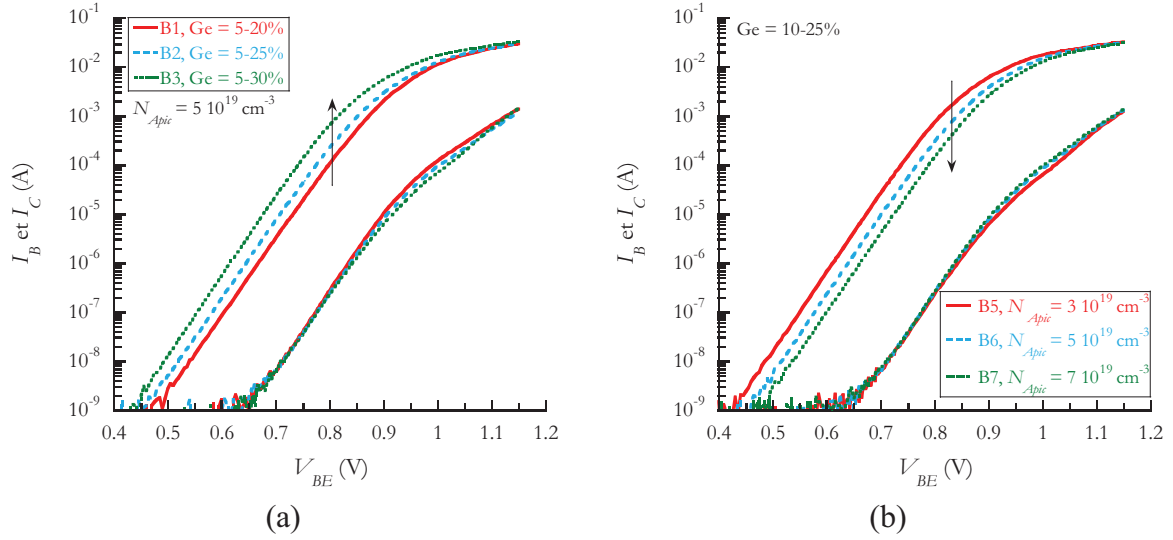 B1, Ge = 5-20%
B2, Ge = 5-25%
B3, Ge = 5-30%
N_Apic = 5 10^19 cm^-3
10^-1
10^-2
10^-3
10^-4
10^-5
10^-6
10^-7
10^-8
10^-9
I_B et I_C (A)
0.4 0.5 0.6 0.7 0.8 0.9 1 1.1 1.2
V_BE (V)
(a)
Ge = 10-25%
10^-1
10^-2
10^-3
10^-4
10^-5
10^-6
10^-7
10^-8
10^-9
I_B et I_C (A)
B5, N_Apic = 3 10^19 cm^-3
B6, N_Apic = 5 10^19 cm^-3
B7, N_Apic = 7 10^19 cm^-3
0.4 0.5 0.6 0.7 0.8 0.9 1 1.1 1.2
V_BE (V)
(b)